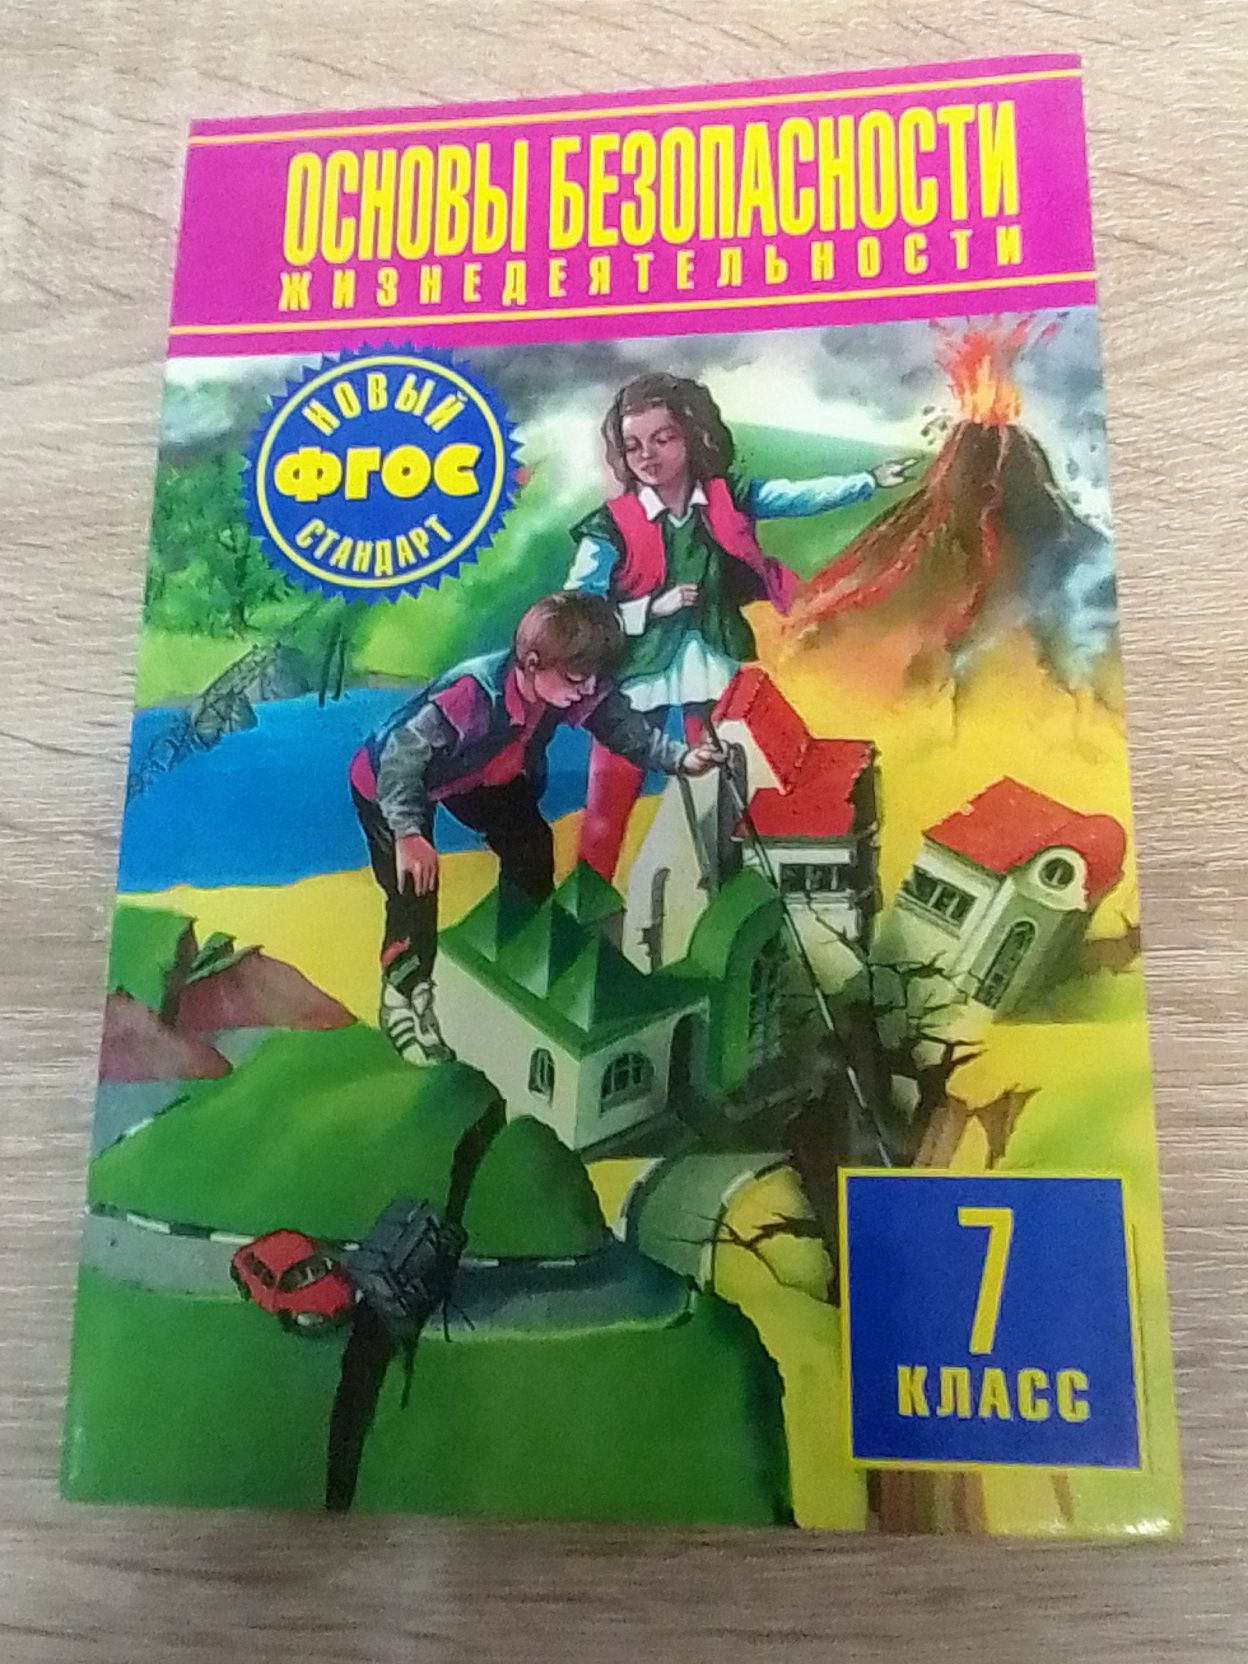 ОСНОВЫ БЕЗОПАСНОСТИ
ЖИЗНЕДЕЯТЕЛЬНОСТИ
НОВЫЙ
ФГОС
СТАНДАРТ
7
КЛАСС